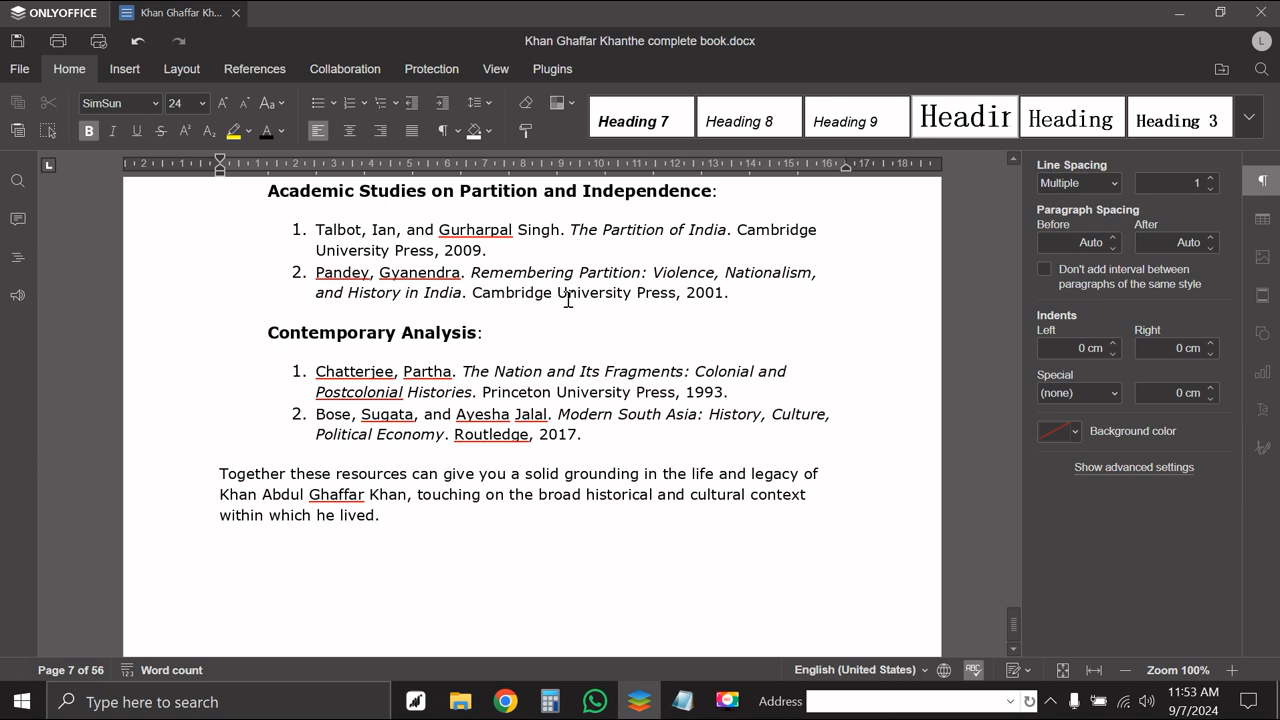 ONLYOFFICE
Khan Ghaffar Kh...
Khan Ghaffar Khanthe complete book.docx
L
File Home Insert Layout References Collaboration Protection View Plugins
SimSun 24
Heading 7 Heading 8 Heading 9 Headir Heading Heading 3
Line Spacing
Multiple 1
Paragraph Spacing
Before After
Auto Auto
Don't add interval between
paragraphs of the same style
Indents
Left Right
0 cm 0 cm
Special
(none) 0 cm
Background color
Show advanced settings
Academic Studies on Partition and Independence:
1. Talbot, Ian, and Gurharpal Singh. The Partition of India. Cambridge
University Press, 2009.
2. Pandey, Gyanendra. Remembering Partition: Violence, Nationalism,
and History in India. Cambridge University Press, 2001.
Contemporary Analysis:
1. Chatterjee, Partha. The Nation and Its Fragments: Colonial and
Postcolonial Histories. Princeton University Press, 1993.
2. Bose, Sugata, and Ayesha Jalal. Modern South Asia: History, Culture,
Political Economy. Routledge, 2017.
Together these resources can give you a solid grounding in the life and legacy of
Khan Abdul Ghaffar Khan, touching on the broad historical and cultural context
within which he lived.
Page 7 of 56 Word count English (United States) Zoom 100%
Type here to search Address 11:53 AM
9/7/2024